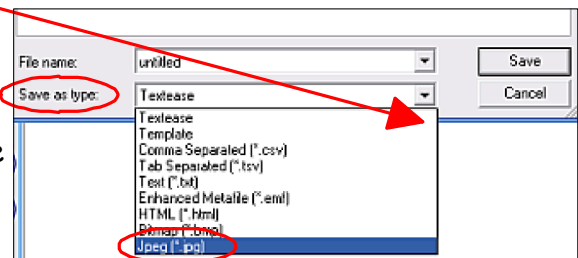 File name: untitled Save
Save as type: Textease Cancel
Textease
Template
Comma Separated (*.csv)
Tab Separated (*.tsv)
Text (*.txt)
Enhanced Metafile (*.emf)
HTML (*.html)
Bitmap (*.bmp)
Jpeg (*.jpg)